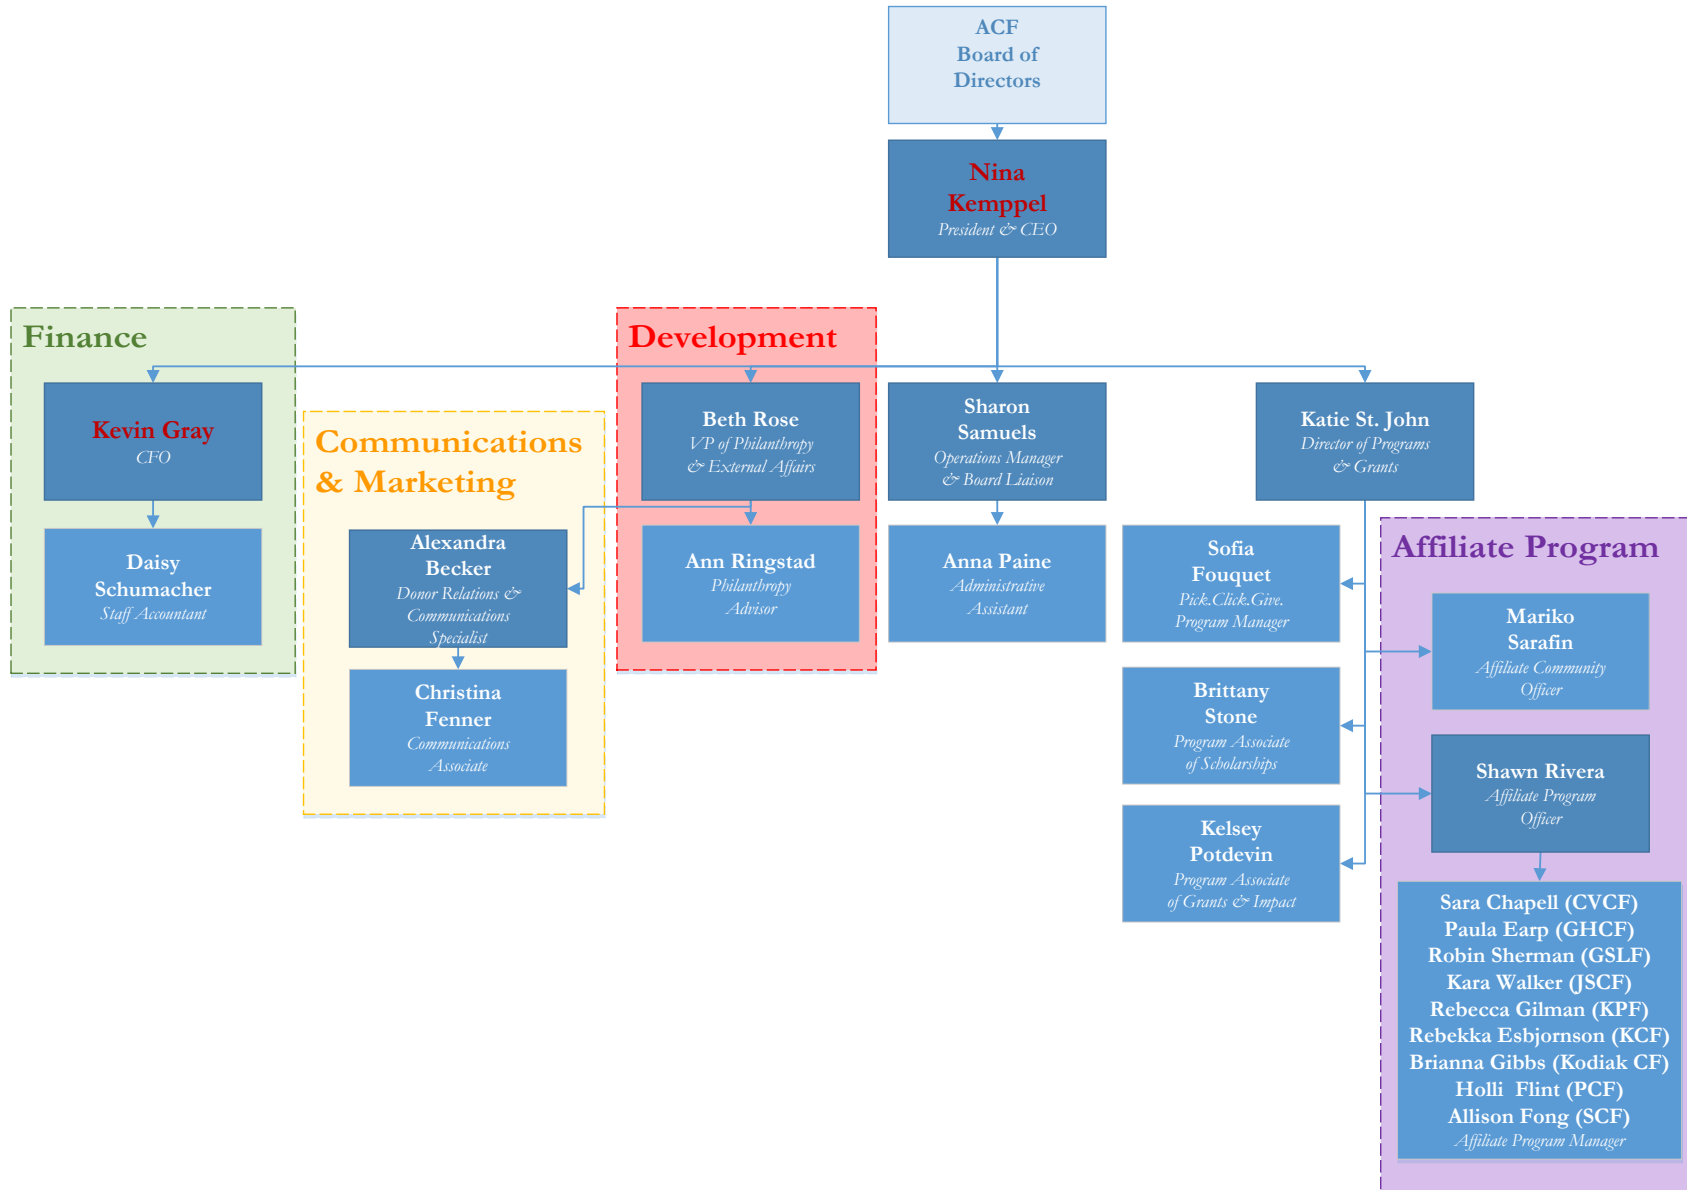 ACF
Board of
Directors
Nina
Kemppel
President & CEO
Finance
Kevin Gray
CFO
Daisy
Schumacher
Staff Accountant
Communications
& Marketing
Alexandra
Becker
Donor Relations &
Communications
Specialist
Christina
Fenner
Communications
Associate
Development
Beth Rose
VP of Philanthropy
& External Affairs
Ann Ringstad
Philanthropy
Advisor
Sharon
Samuels
Operations Manager
& Board Liaison
Anna Paine
Administrative
Assistant
Katie St. John
Director of Programs
& Grants
Sofia
Fouquet
Pick.Click.Give.
Program Manager
Brittany
Stone
Program Associate
of Scholarships
Kelsey
Potdevin
Program Associate
of Grants & Impact
Affiliate Program
Mariko
Sarafin
Affiliate Community
Officer
Shawn Rivera
Affiliate Program
Officer
Sara Chapell (CVCF)
Paula Earp (GHCF)
Robin Sherman (GSLF)
Kara Walker (JSCF)
Rebecca Gilman (KPF)
Rebekka Esbjornson (KCF)
Brianna Gibbs (Kodiak CF)
Holli Flint (PCF)
Allison Fong (SCF)
Affiliate Program Manager